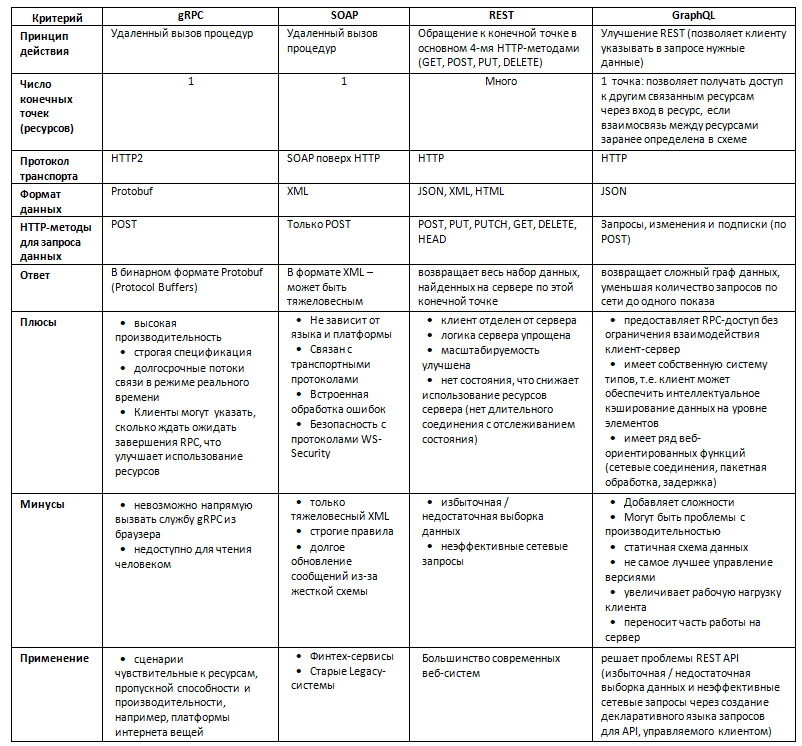 Критерий
gRPC
SOAP
REST
GraphQL
Принцип
действия
Удаленный вызов процедур
Удаленный вызов
процедур
Обращение к конечной точке в
основном 4-мя HTTP-методами
(GET, POST, PUT, DELETE)
Улучшение REST (позволяет клиенту
указывать в запросе нужные
данные)
Число
конечных
точек
(ресурсов)
1
1
Много
1 точка: позволяет получать доступ
к другим связанным ресурсам
через вход в ресурс, если
взаимосвязь между ресурсами
заранее определена в схеме
Протокол
транспорта
HTTP2
SOAP поверх HTTP
HTTP
HTTP
Формат
данных
Protobuf
XML
JSON, XML, HTML
JSON
HTTP-методы
для запроса
данных
POST
Только POST
POST, PUT, PUTCH, GET, DELETE,
HEAD
Запросы, изменения и подписки (по
POST)
Ответ
В бинарном формате Protobuf
(Protocol Buffers)
В формате XML –
может быть
тяжеловесным
возвращает весь набор данных,
найденных на сервере по этой
конечной точке
возвращает сложный граф данных,
уменьшая количество запросов по
сети до одного показа
Плюсы
• высокая
производительность
• строгая спецификация
• долгосрочные потоки
связи в режиме реального
времени
• Клиенты могут указать,
сколько ждать ожидать
завершения RPC, что
улучшает использование
ресурсов
• Не зависит от
языка и платформы
• Связан с
транспортными
протоколами
• Встроенная
обработка ошибок
• Безопасность с
протоколами WS-
Security
• клиент отделен от сервера
• логика сервера упрощена
• масштабируемость
улучшена
• нет состояния, что снижает
использование ресурсов
сервера (нет длительного
соединения с отслеживанием
состояния)
• предоставляет RPC-доступ без
ограничения взаимодействия
клиент-сервер
• имеет собственную систему
типов, т.е. клиент может
обеспечить интеллектуальное
кэширование данных на уровне
элементов
• имеет ряд веб-
ориентированных функций
(сетевые соединения, пакетная
обработка, задержка)
Минусы
• невозможно напрямую
вызвать службу gRPC из
браузера
• недоступно для чтения
человеком
• только
тяжеловесный XML
• строгие правила
• долгое
обновление
сообщений из-за
жесткой схемы
• избыточная /
недостаточная выборка
данных
• неэффективные сетевые
запросы
• Добавляет сложности
• Могут быть проблемы с
производительностью
• статичная схема данных
• не самое лучшее управление
версиями
• увеличивает рабочую нагрузку
клиента
• переносит часть работы на
сервер
Применение
• сценарии
чувствительные к ресурсам,
пропускной способности и
производительности,
например, платформы
интернета вещей
• Финтех-сервисы
• Старые Legacy-
системы
Большинство современных
веб-систем
решает проблемы REST API
(избыточная / недостаточная
выборка данных и неэффективные
сетевые запросы через создание
декларативного языка запросов
для API, управляемого клиентом)